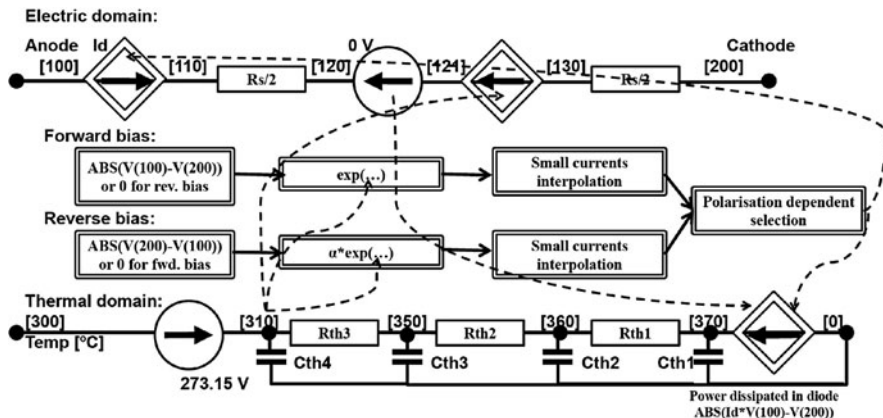 Electric domain:
Anode Id 0 V Cathode
[100] [110] [120] [121] [130] [200]
Rs/2 Rs/2
Forward bias:
ABS(V(100)-V(200))
or 0 for rev. bias
exp(…)
Small currents
interpolation
Polarisation dependent
selection
Reverse bias:
ABS(V(200)-V(100))
or 0 for fwd. bias
α*exp(…)
Small currents
interpolation
Thermal domain:
[300] [310] [350] [360] [370] [0]
Rth3 Rth2 Rth1
Temp [°C]
Cth4 Cth3 Cth2 Cth1
273.15 V
Power dissipated in diode
ABS(Id*V(100)-V(200))